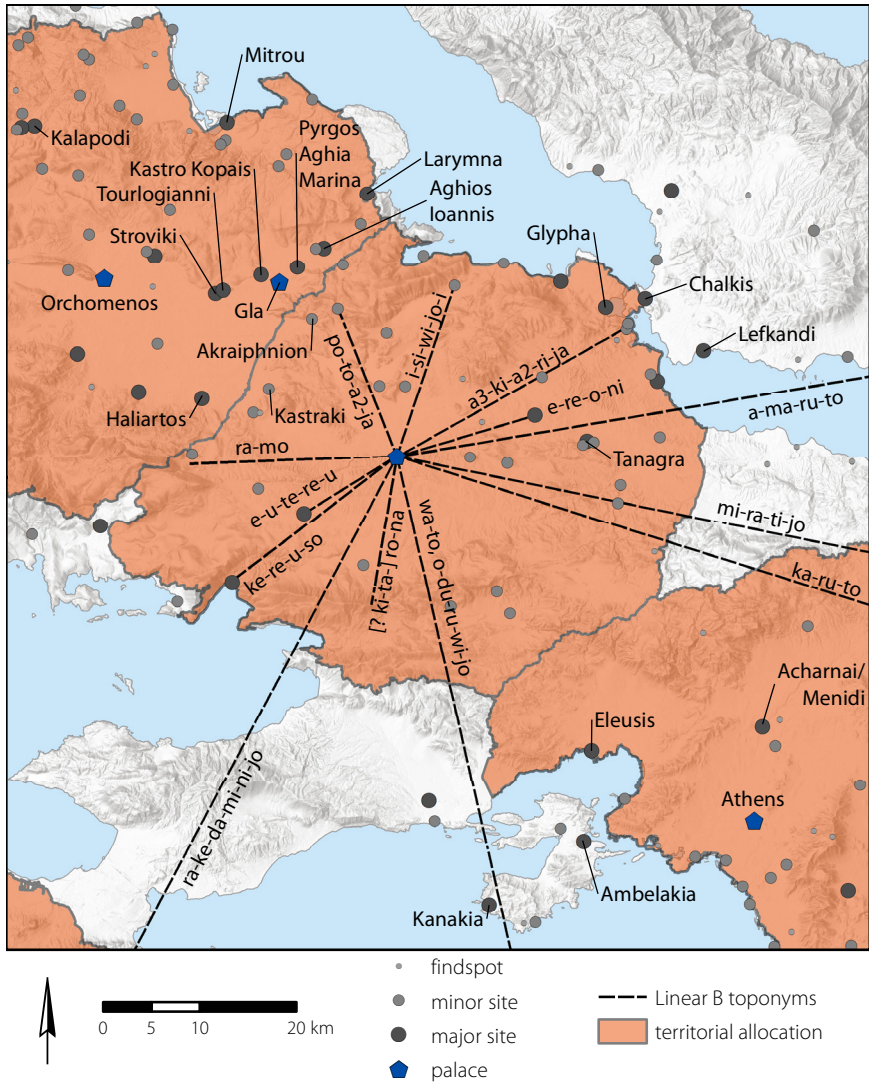 Mitrou
Pyrgos
Aghia
Marina
Kalapodi
Kastro Kopais
Tourlogianni
Larymna
Aghios
Ioannis
Stroviki
Glypha
Orchomenos
Gla
Chalkis
Akraiphnion
po-to-a2-ja
i-si-wi-jo-i
Lefkandi
a3-ki-a2-ri-ja
e-re-o-ni
a-ma-ru-to
Haliartos
Kastraki
ra-mo
Tanagra
e-u-te-re-u
mi-ra-ti-jo
ke-re-u-so
[? ki-ta-] ro-na
wa-to, o-du-ru-wi-jo
ka-ru-to
Acharnai/
Menidi
Eleusis
ra-ke-da-mi-ni-jo
Athens
Kanakia
Ambelakia
findspot
minor site
major site
palace
Linear B toponyms
territorial allocation
0 5 10 20 km